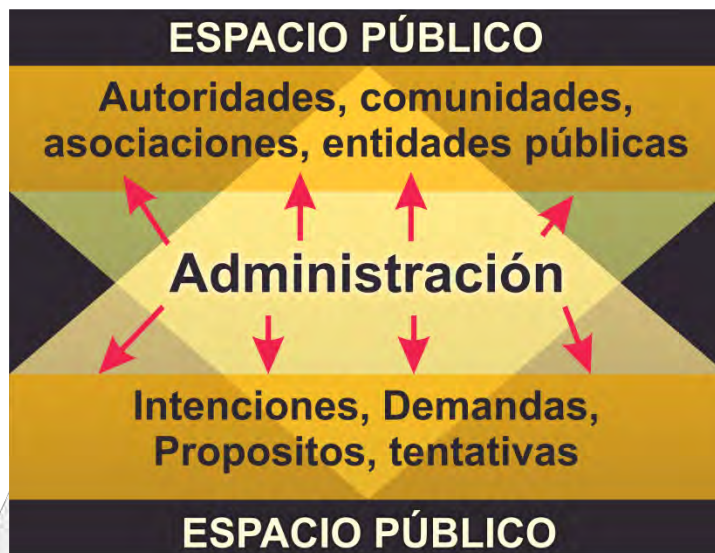 ESPACIO PÚBLICO
Autoridades, comunidades,
asociaciones, entidades públicas
Administración
Intenciones, Demandas,
Propositos, tentativas
ESPACIO PÚBLICO